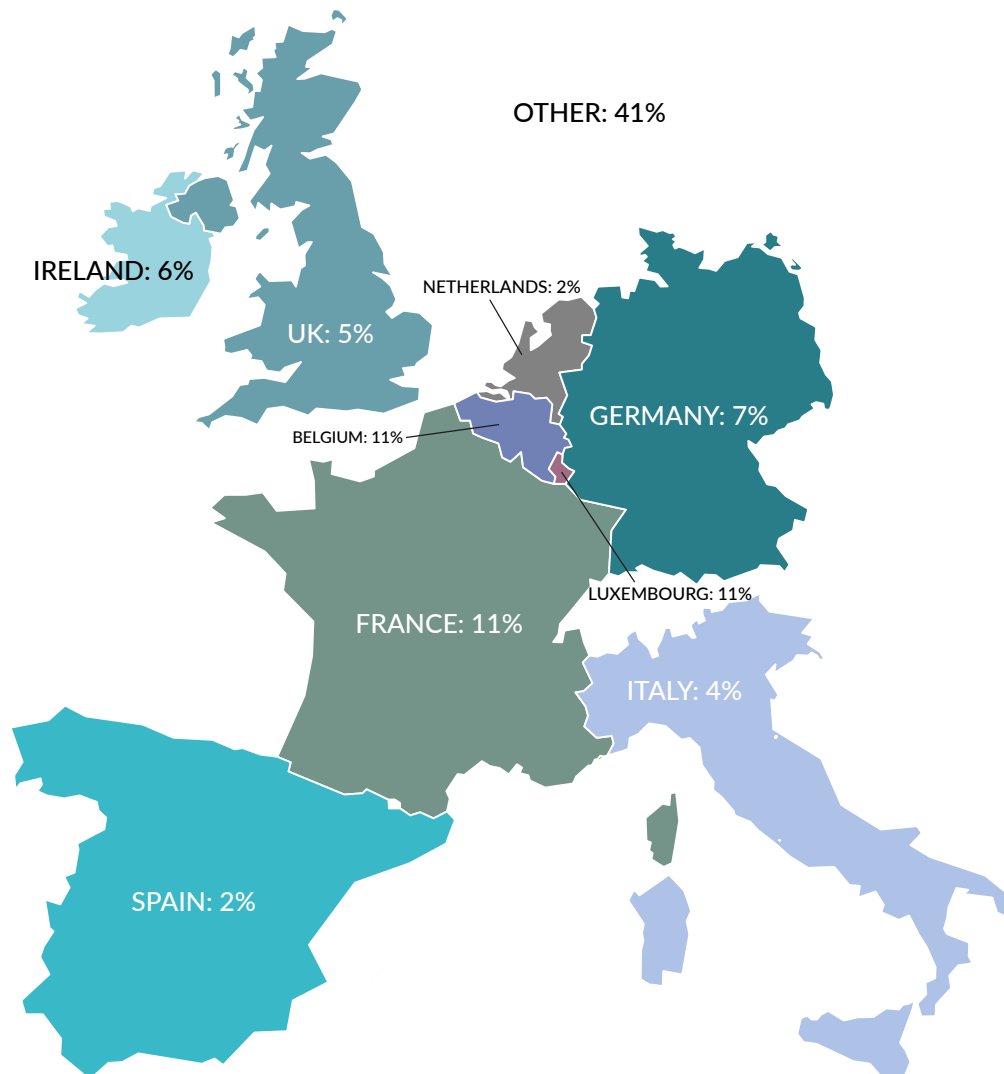 OTHER: 41%
IRELAND: 6%
NETHERLANDS: 2%
UK: 5%
GERMANY: 7%
BELGIUM: 11%
LUXEMBOURG: 11%
FRANCE: 11%
ITALY: 4%
SPAIN: 2%